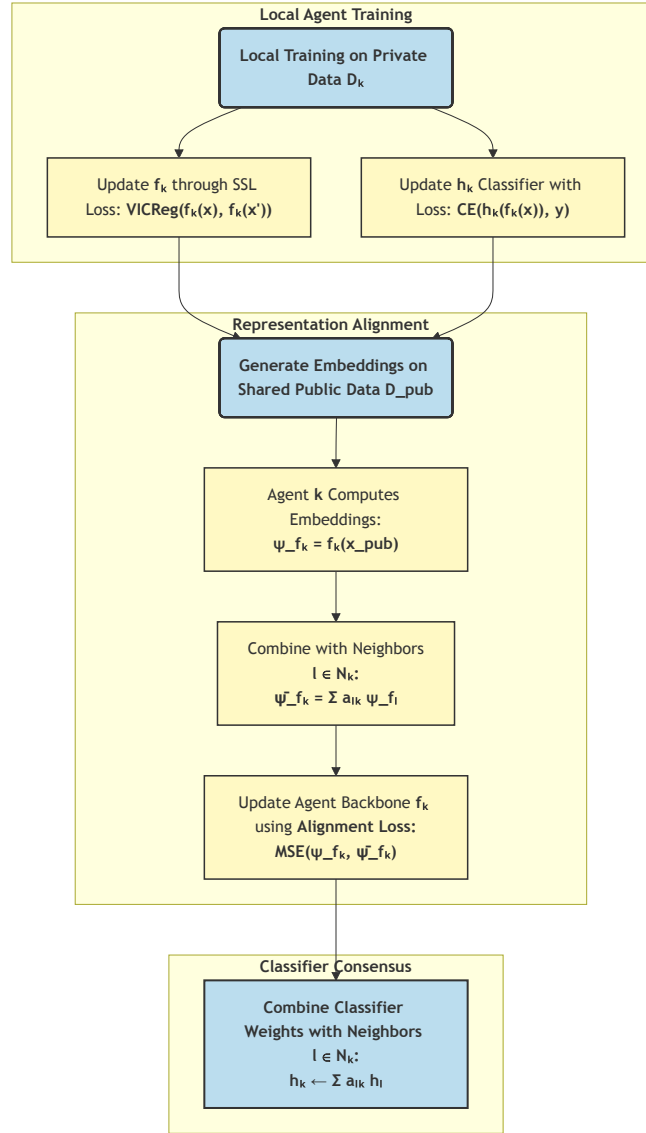 Local Agent Training
Local Training on Private
Data Dₖ
Update fₖ through SSL
Loss: VICReg(fₖ(x), fₖ(x'))
Update hₖ Classifier with
Loss: CE(hₖ(fₖ(x)), y)
Representation Alignment
Generate Embeddings on
Shared Public Data D_pub
Agent k Computes
Embeddings:
ψ_fₖ = fₖ(x_pub)
Combine with Neighbors
l ∈ Nₖ:
ψ̄_fₖ = Σ aₗₖ ψ_fₗ
Update Agent Backbone fₖ
using Alignment Loss:
MSE(ψ_fₖ, ψ̄_fₖ)
Classifier Consensus
Combine Classifier
Weights with Neighbors
l ∈ Nₖ:
hₖ ← Σ aₗₖ hₗ